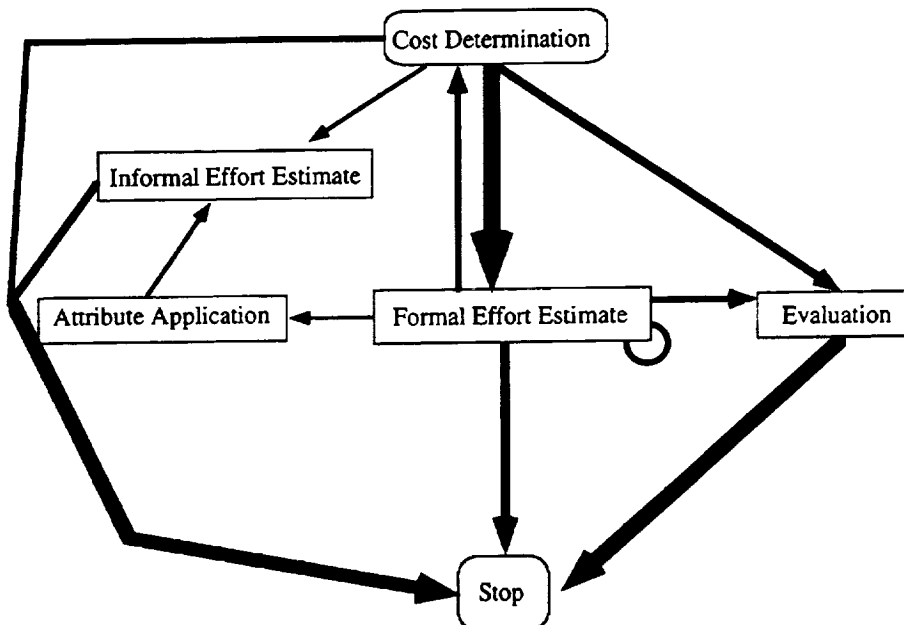 Cost Determination
Informal Effort Estimate
Attribute Application
Formal Effort Estimate
Evaluation
Stop